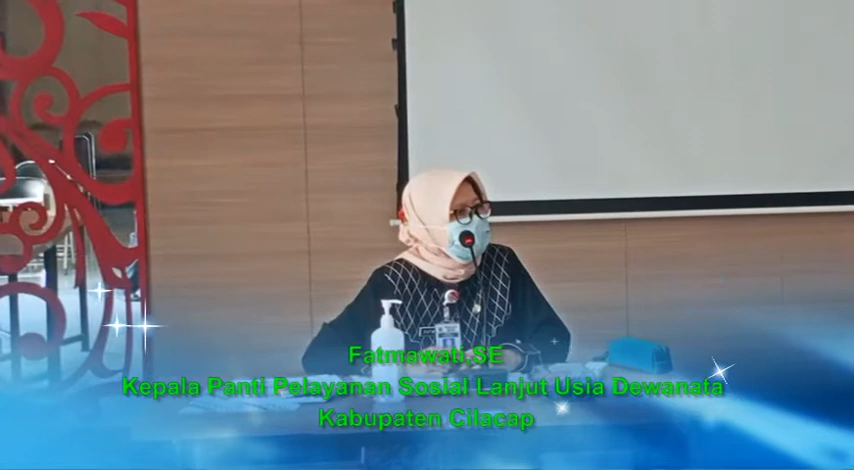 Fatmawati.SE
Kepala Panti Pelayanan Sosial Lanjut Usia Dewanata
Kabupaten Cilacap